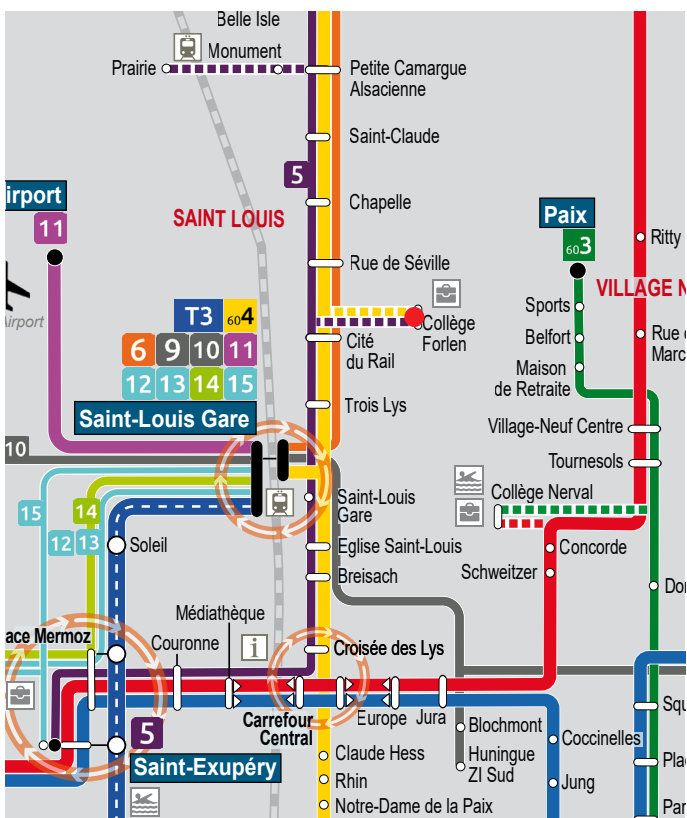 Belle Isle
Monument
Prairie
Petite Camargue
Alsacienne
Saint-Claude
5
Chapelle
irport
11
SAINT LOUIS
Paix
603
Ritty
Rue de Séville
VILLAGE N
Airport
T3 604
Sports
Collège
Forlen
6 9 10 11
Cité
du Rail
Belfort
Rue
Marc
12 13 14 15
Maison
de Retraite
Saint-Louis Gare
Trois Lys
Village-Neuf Centre
10
Tournesols
15
14
Saint-Louis
Gare
Collège Nerval
12 13
Soleil
Eglise Saint-Louis
Concorde
Breisach
Schweitzer
Médiathèque
ace Mermoz
Couronne
i
Croisée des Lys
5
Carrefour
Central
Europe
Jura
Blochmont
Squ
Saint-Exupéry
Claude Hess
Huningue
ZI Sud
Coccinelles
Pla
Rhin
Jung
Notre-Dame de la Paix
Par